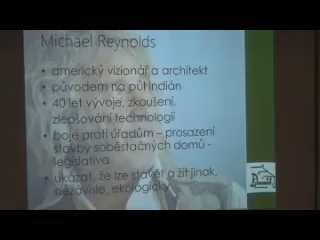 Michael Reynolds
• americký vizionář a architekt
• původem na půl Indián
• 40 let vývoje, zkoušení,
zlepšování technologií
• boje proti úřadům – prosazení
stavby soběstačných domů -
legislativa
• ukázat, že lze stavět a žít jinak,
nezávisle, ekologicky